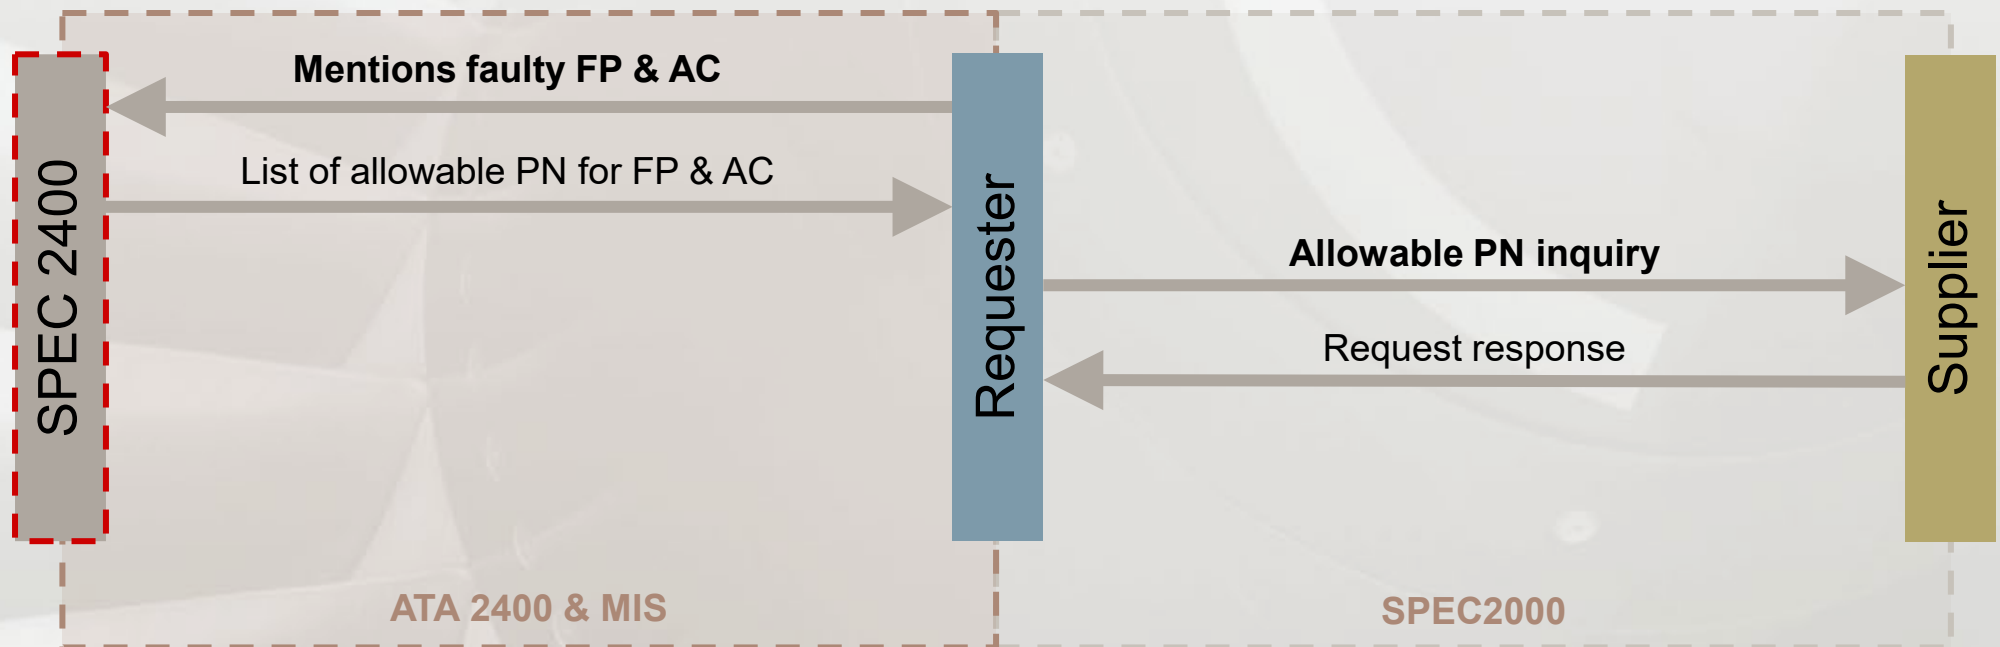 Mentions faulty FP & AC
List of allowable PN for FP & AC
SPEC 2400
Requester
Allowable PN inquiry
Request response
Supplier
ATA 2400 & MIS
SPEC2000